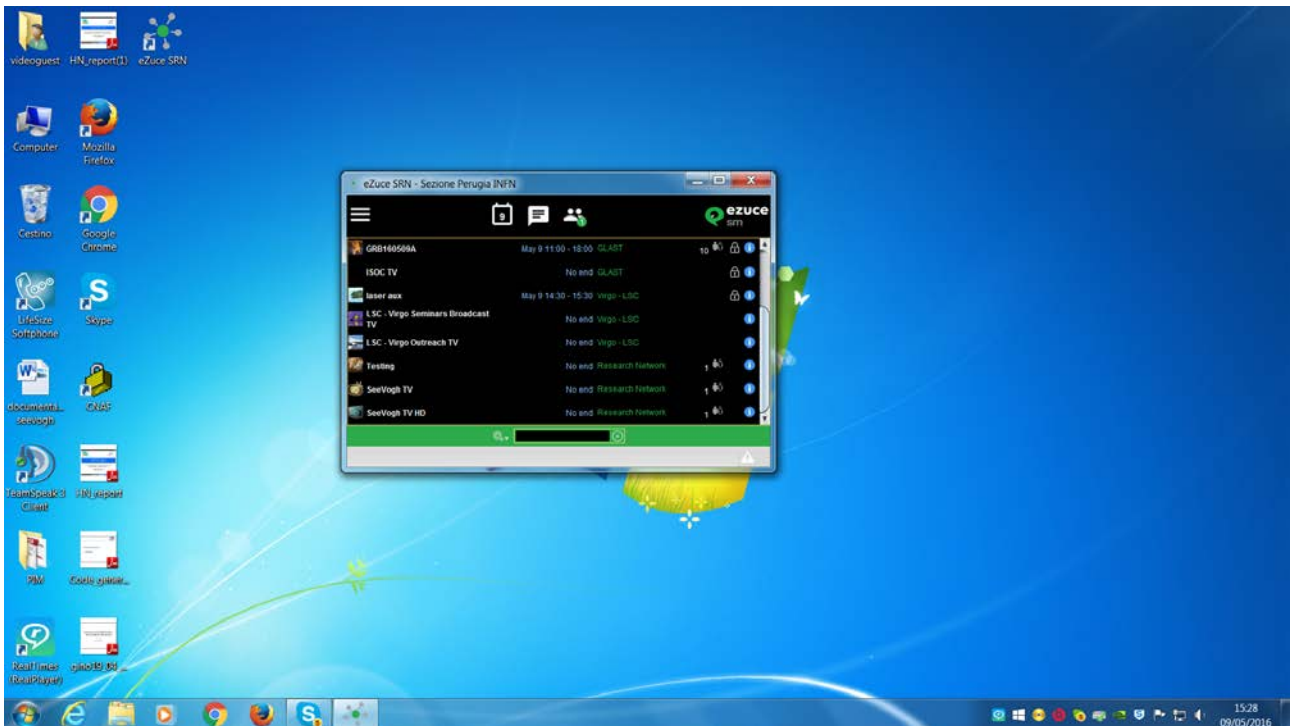 videoguest
HN_report(1)
eZuce SRN
Computer
Mozilla Firefox
Cestino
Google Chrome
LifeSize Softphone
Skype
documenta... seevogh
CNAF
TeamSpeak 3 Client
HN_report
PIM
RealTimes (RealPlayer)
eZuce SRN - Sezione Perugia INFN
9
1
ezuce
sm
GRB160509A May 9 11:00 - 18:00 GLAST 10
ISOC TV No end GLAST
laser aux May 9 14:30 - 15:30 Virgo - LSC
LSC - Virgo Seminars Broadcast TV No end Virgo - LSC
LSC - Virgo Outreach TV No end Virgo - LSC
Testing No end Research Network 1
SeeVogh TV No end Research Network 1
SeeVogh TV HD No end Research Network 1
15:28
09/05/2016